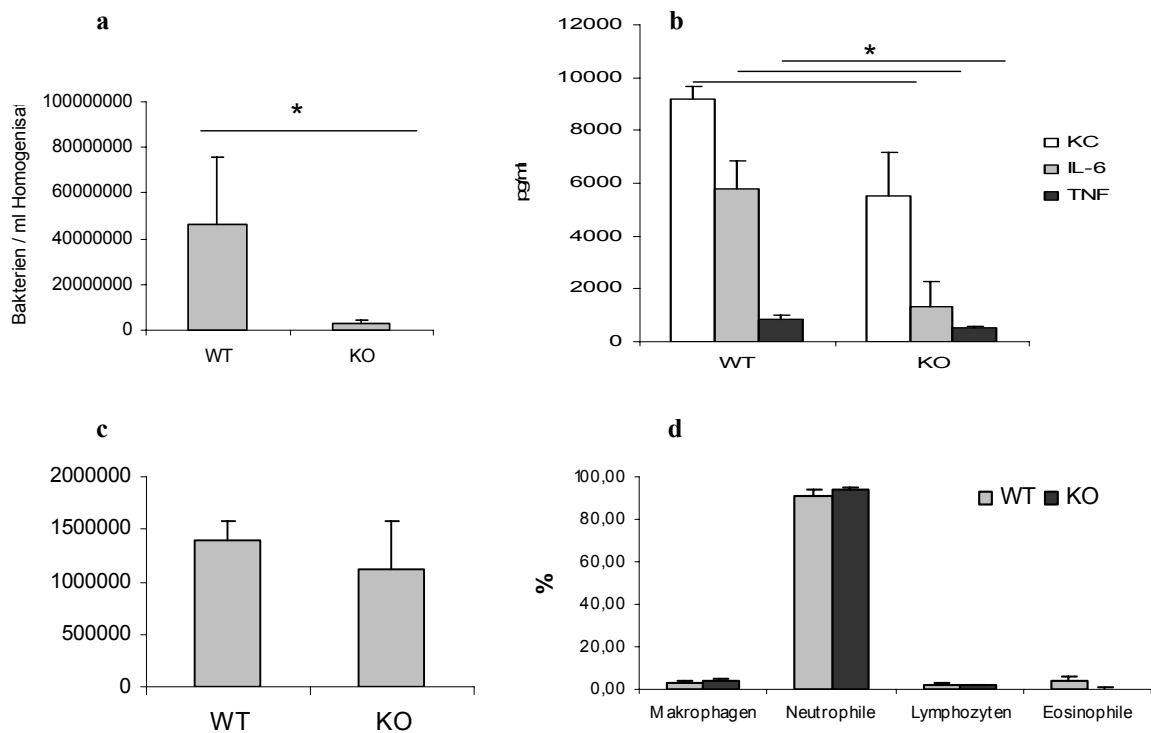 a
Bakterien / ml Homogenisat
100000000
80000000
60000000
40000000
20000000
0
*
WT KO
b
pg/ml
12000
10000
8000
6000
4000
2000
0
*
WT KO
KC
IL-6
TNF
c
2000000
1500000
1000000
500000
0
WT KO
d
%
100,00
80,00
60,00
40,00
20,00
0,00
WT KO
Makrophagen Neutrophile Lymphozyten Eosinophile